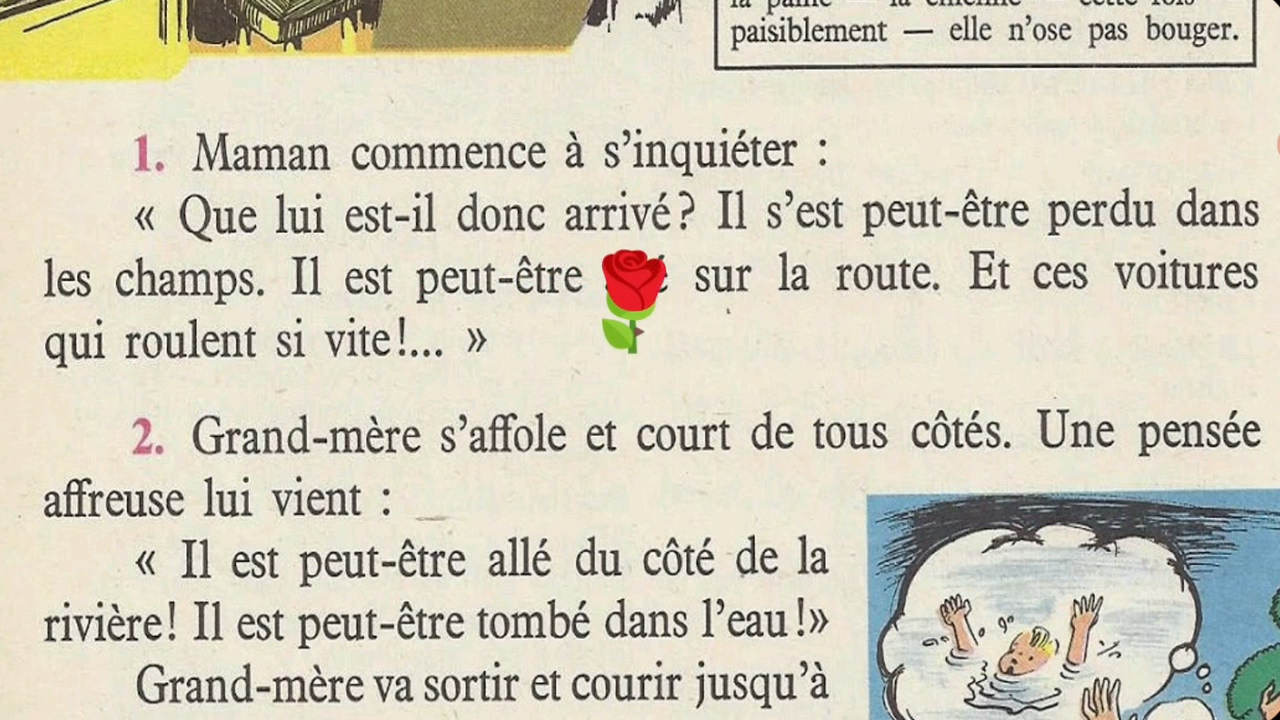 paisiblement — elle n'ose pas bouger.
1. Maman commence à s'inquiéter :
« Que lui est-il donc arrivé? Il s'est peut-être perdu dans
les champs. Il est peut-être sur la route. Et ces voitures
qui roulent si vite!... »
2. Grand-mère s'affole et court de tous côtés. Une pensée
affreuse lui vient :
« Il est peut-être allé du côté de la
rivière! Il est peut-être tombé dans l'eau!»
Grand-mère va sortir et courir jusqu'à